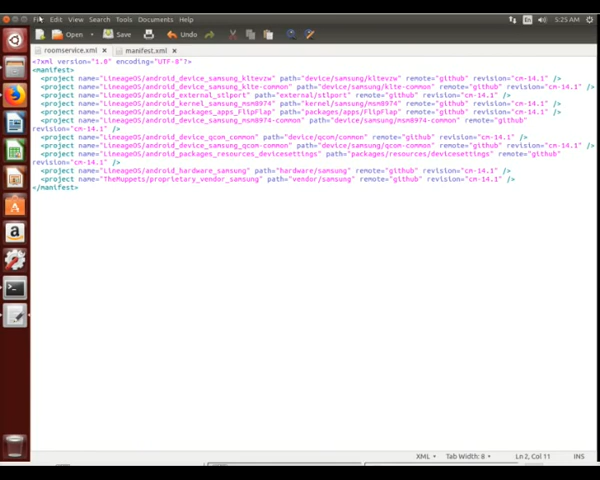 File Edit View Search Tools Documents Help
En 5:25 AM
Open Save Undo
roomservice.xml × manifest.xml ×
<?xml version="1.0" encoding="UTF-8"?>
<manifest>
<project name="LineageOS/android_device_samsung_kltevzw" path="device/samsung/kltevzw" remote="github" revision="cm-14.1" />
<project name="LineageOS/android_device_samsung_klte-common" path="device/samsung/klte-common" remote="github" revision="cm-14.1" />
<project name="LineageOS/android_external_stlport" path="external/stlport" remote="github" revision="cm-14.1" />
<project name="LineageOS/android_kernel_samsung_msm8974" path="kernel/samsung/msm8974" remote="github" revision="cm-14.1" />
<project name="LineageOS/android_packages_apps_FlipFlap" path="packages/apps/FlipFlap" remote="github" revision="cm-14.1" />
<project name="LineageOS/android_device_samsung_msm8974-common" path="device/samsung/msm8974-common" remote="github"
revision="cm-14.1" />
<project name="LineageOS/android_device_qcom_common" path="device/qcom/common" remote="github" revision="cm-14.1" />
<project name="LineageOS/android_device_samsung_qcom-common" path="device/samsung/qcom-common" remote="github" revision="cm-14.1" />
<project name="LineageOS/android_packages_resources_devicesettings" path="packages/resources/devicesettings" remote="github"
revision="cm-14.1" />
<project name="LineageOS/android_hardware_samsung" path="hardware/samsung" remote="github" revision="cm-14.1" />
<project name="TheMuppets/proprietary_vendor_samsung" path="vendor/samsung" remote="github" revision="cm-14.1" />
</manifest>
XML Tab Width: 8 Ln 2, Col 11 INS